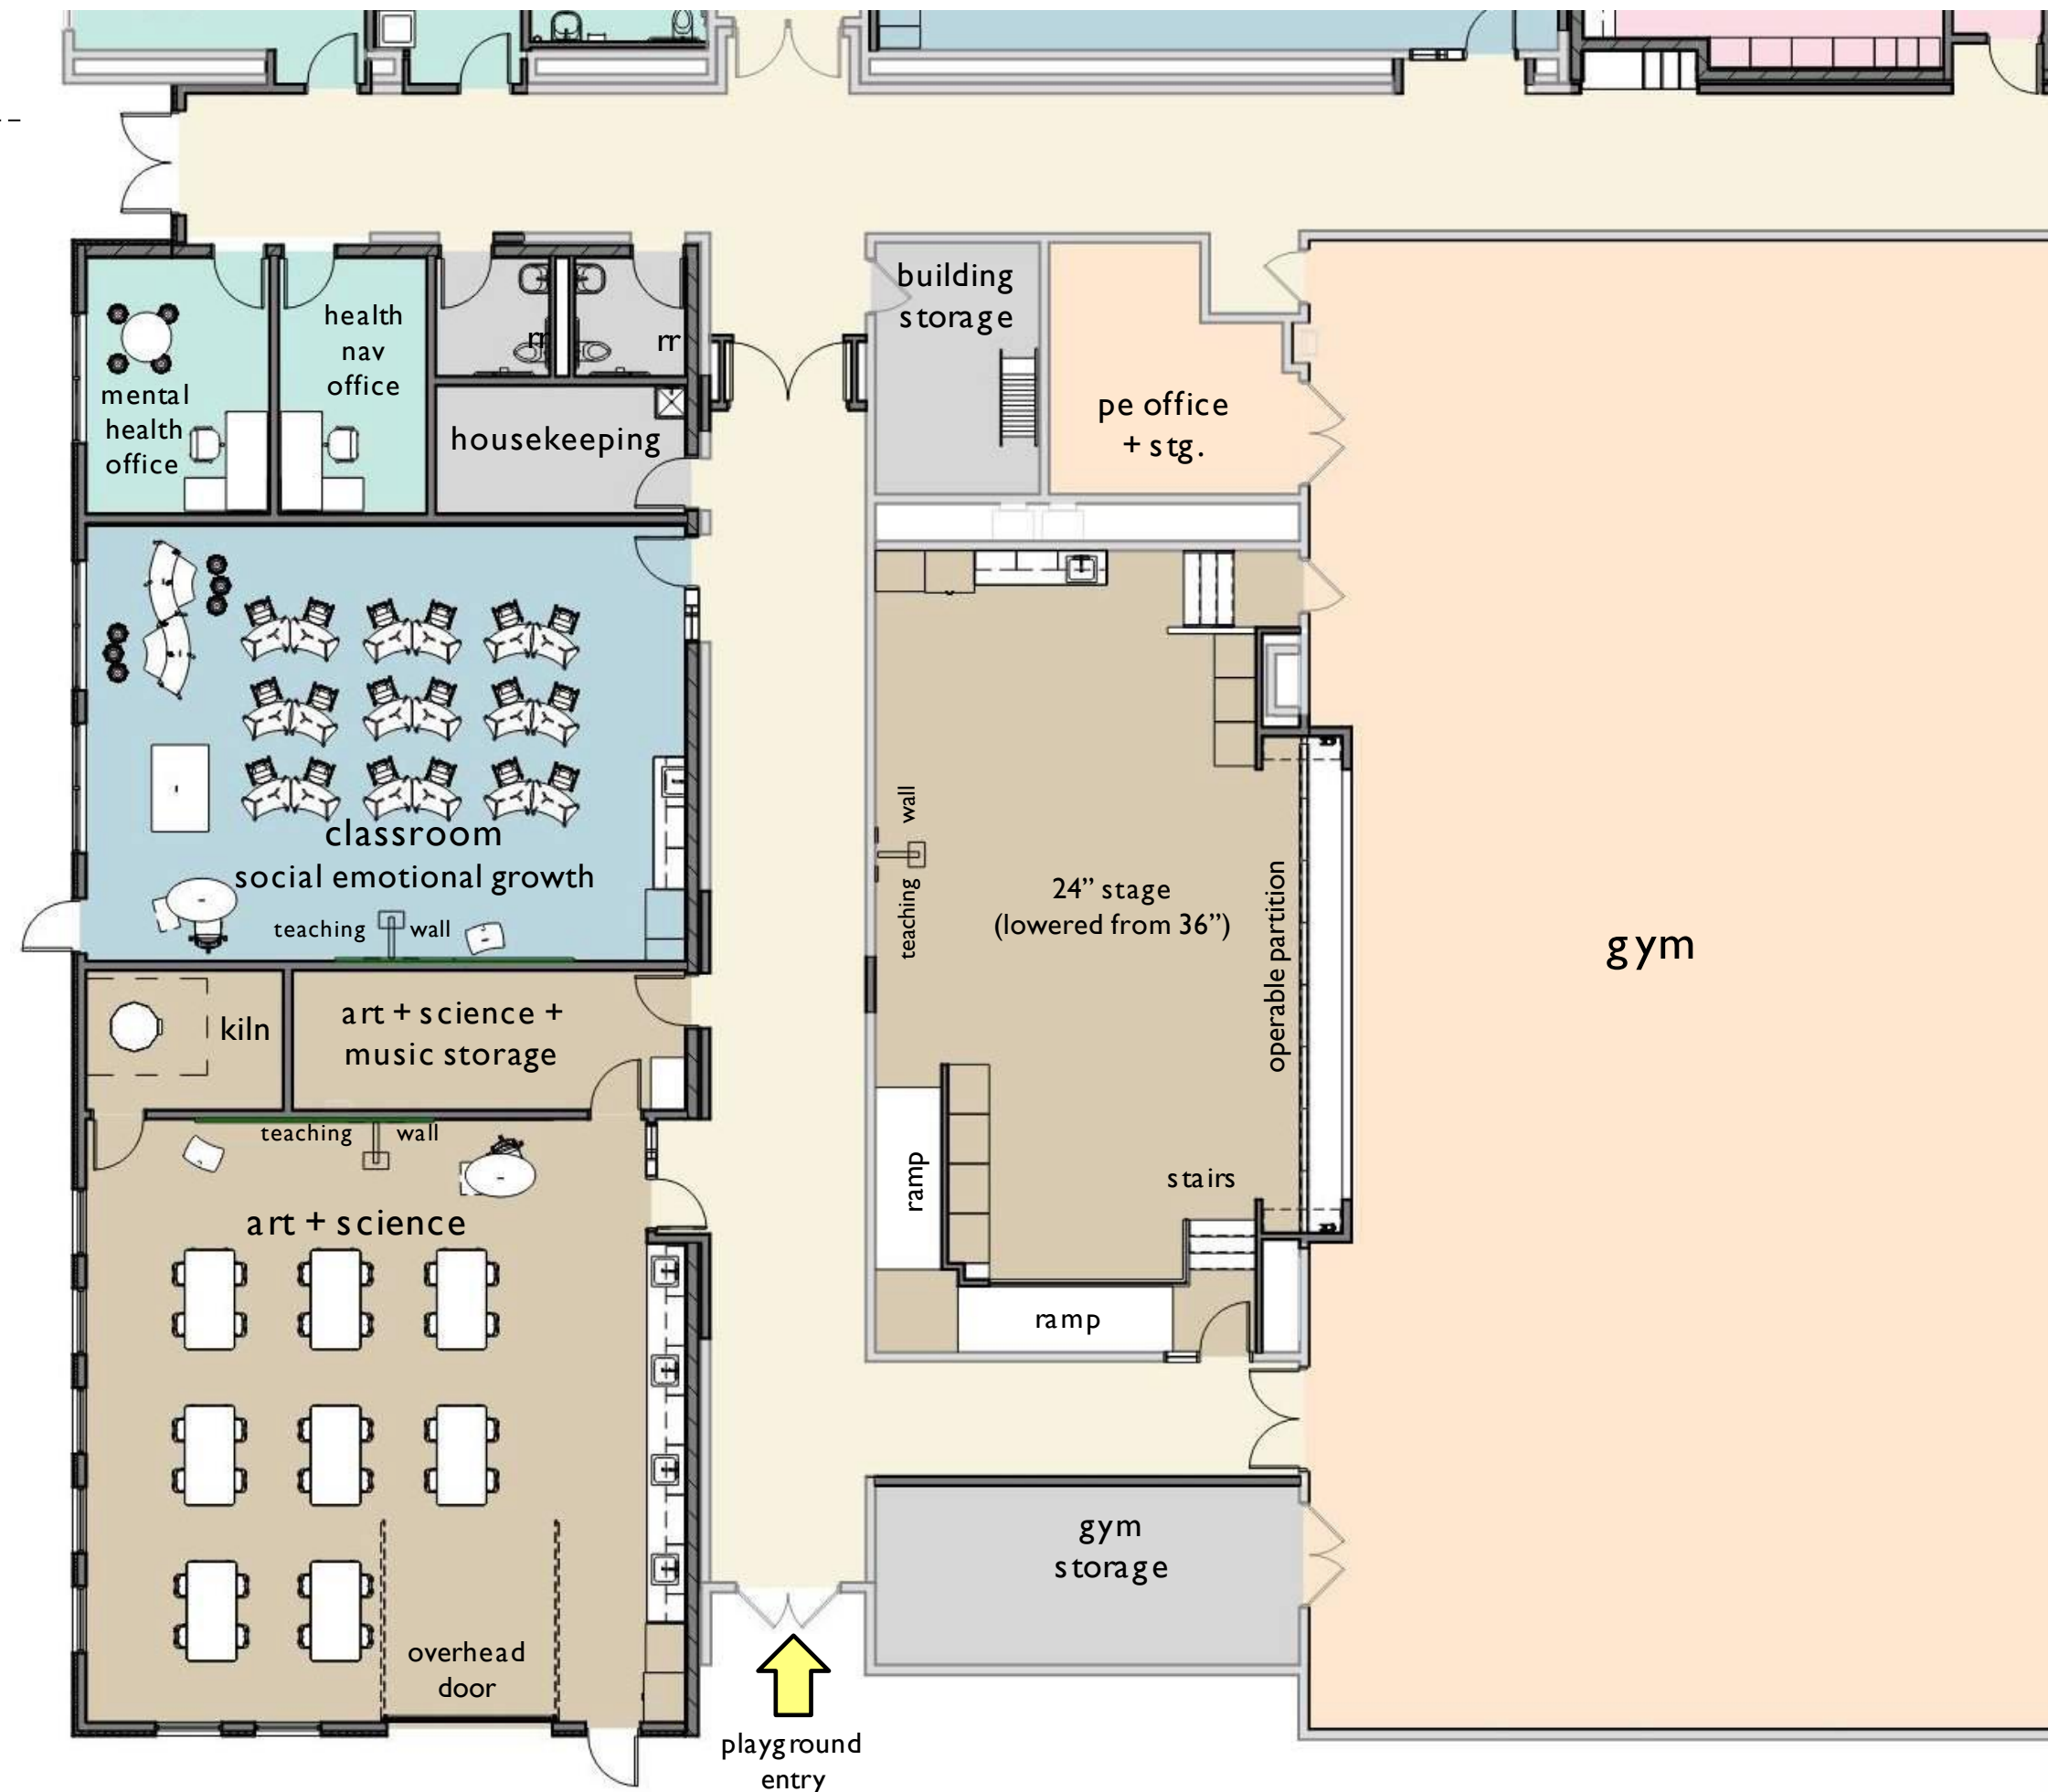 building
storage
health
nav
office
rr
rr
mental
health
office
housekeeping
pe office
+ stg.
classroom
social emotional growth
teaching wall
teaching wall
24” stage
(lowered from 36”)
operable partition
gym
kiln
art + science +
music storage
teaching wall
art + science
ramp
stairs
ramp
gym
storage
overhead
door
playground
entry